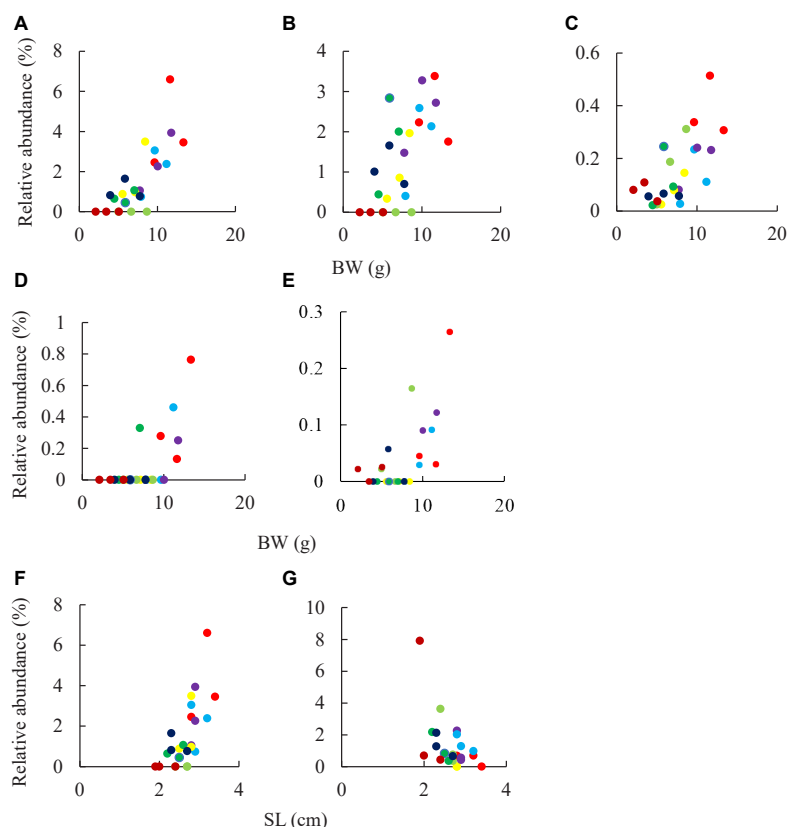 A B C
Relative abundance (%)
8 4 0.6
6 3 0.4
4 2 0.2
2 1
0 0 0
0 10 20 0 10 20 0 10 20
BW (g)
D E
Relative abundance (%)
1 0.3
0.8 0.2
0.6
0.4 0.1
0.2
0 0
0 10 20 0 10 20
BW (g)
F G
Relative abundance (%)
8 10
6 8
4 6
2 4
0 2
0
0 2 4 0 2 4
SL (cm)